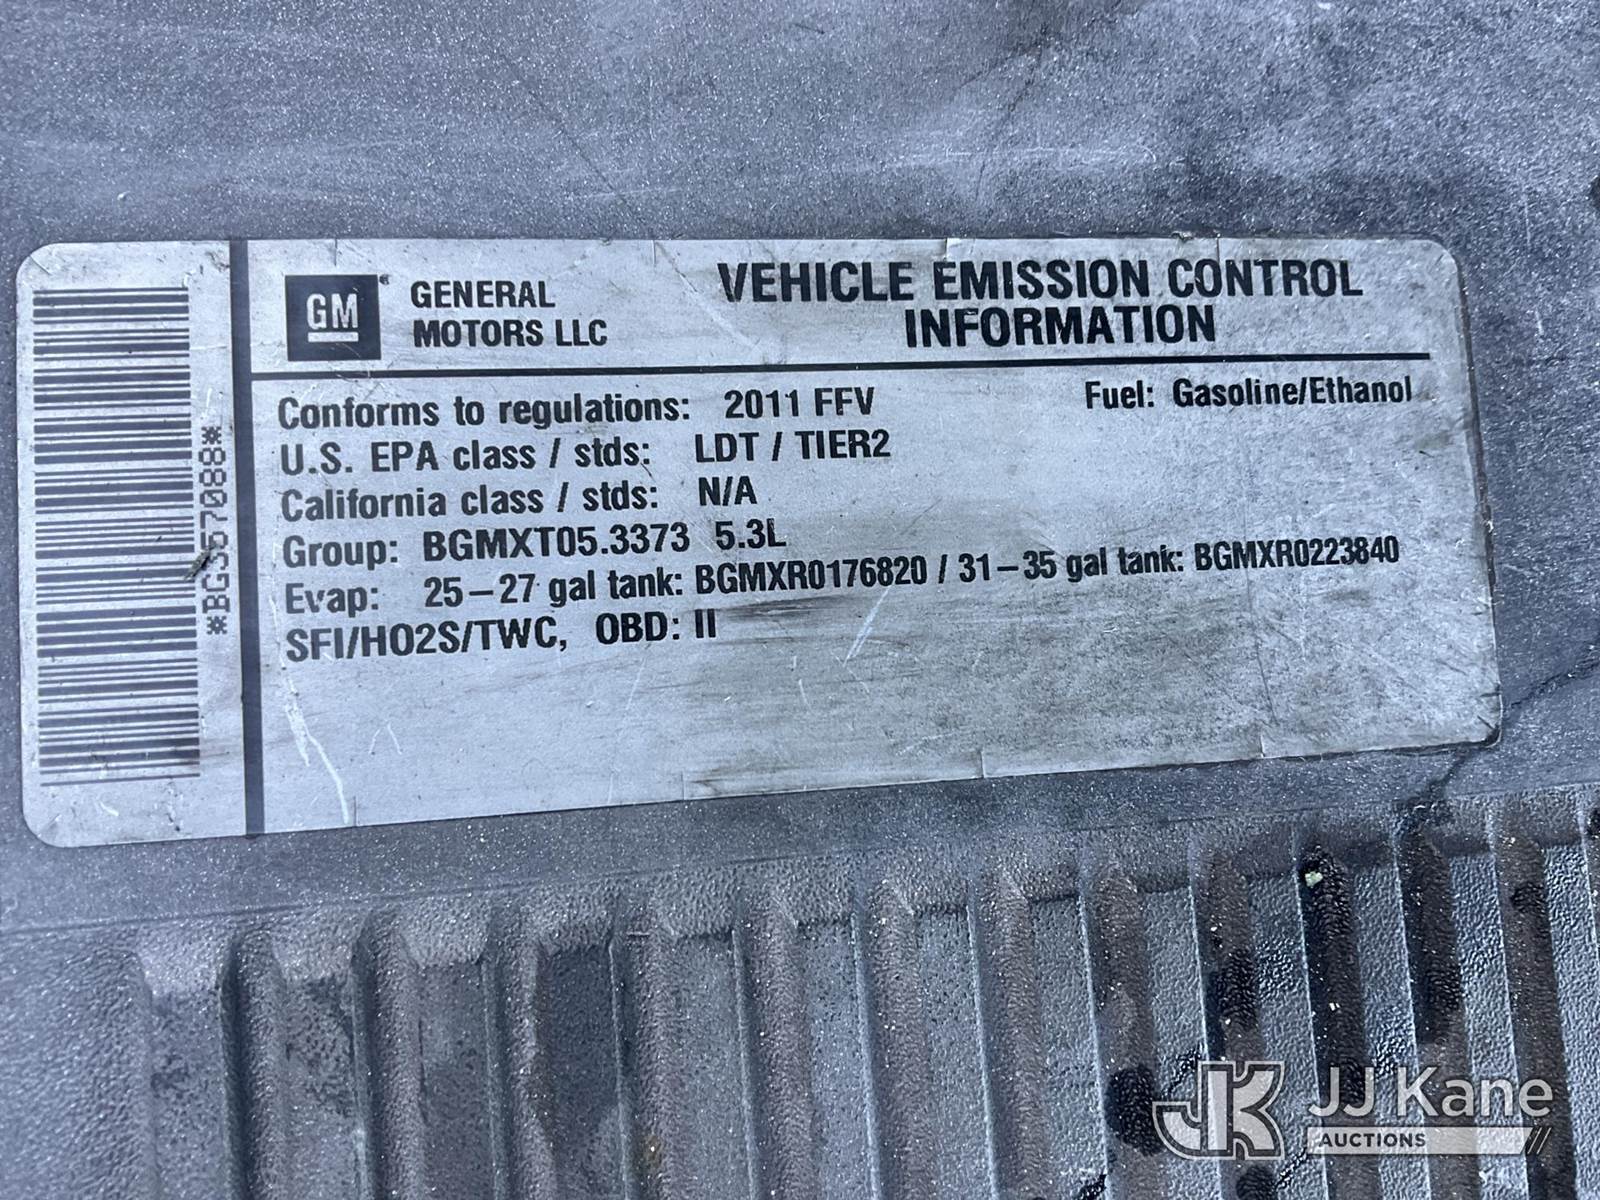 GM
GENERAL
MOTORS LLC
VEHICLE EMISSION CONTROL
INFORMATION
Conforms to regulations: 2011 FFV
Fuel: Gasoline/Ethanol
U.S. EPA class / stds: LDT / TIER2
California class / stds: N/A
Group: BGMXT05.3373 5.3L
Evap: 25-27 gal tank: BGMXR0176820 / 31-35 gal tank: BGMXR0223840
SFI/HO2S/TWC, OBD: II
JK
JJ Kane
AUCTIONS